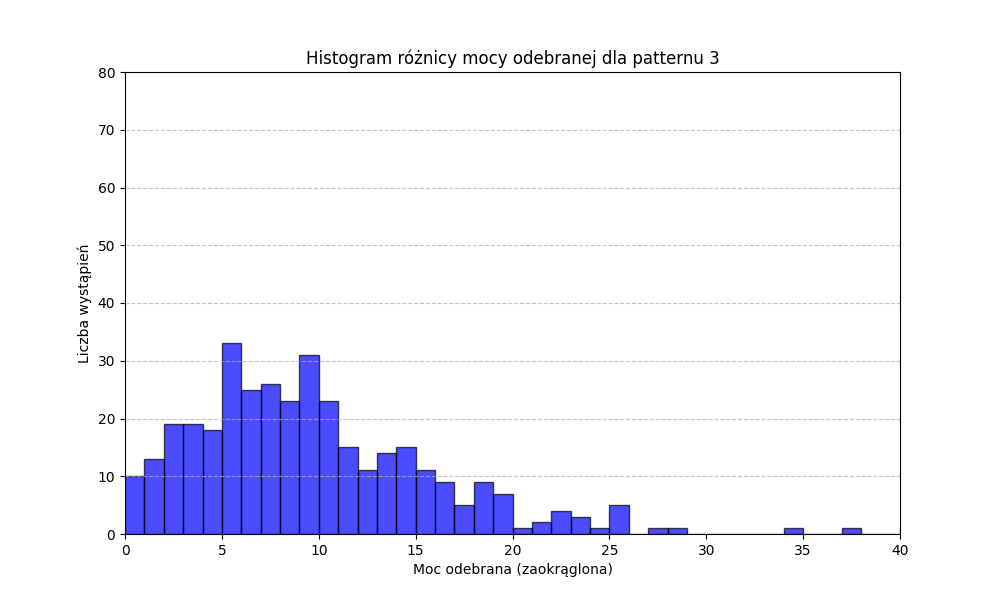 Histogram różnicy mocy odebranej dla patternu 3
80
70
60
50
40
30
20
10
0
Liczba wystąpień
0 5 10 15 20 25 30 35 40
Moc odebrana (zaokrąglona)